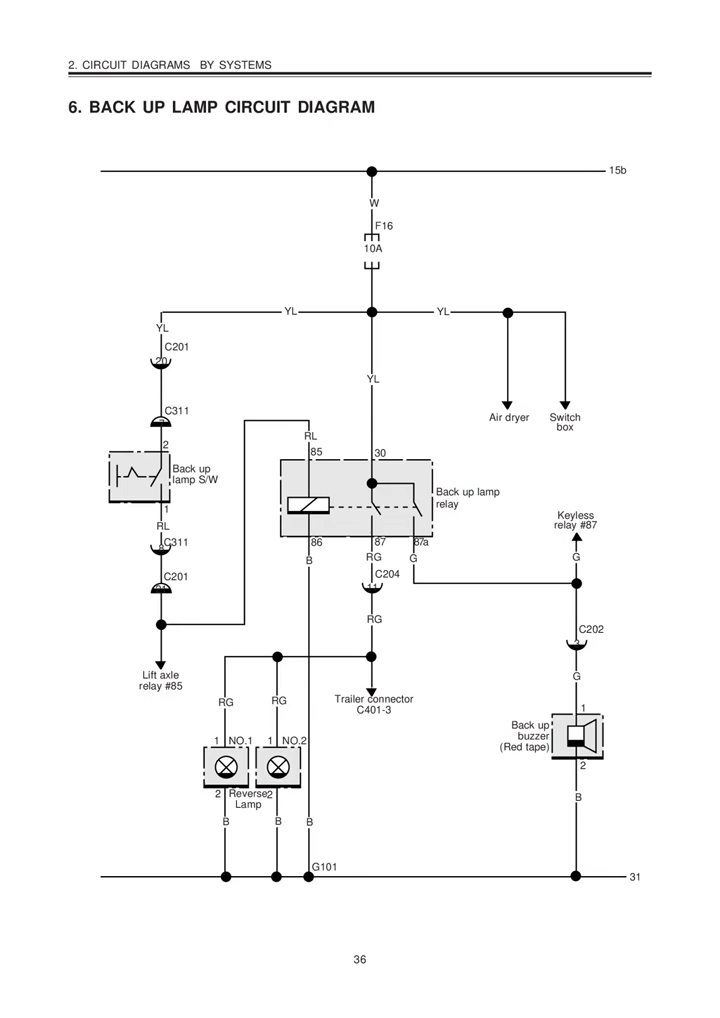 2. CIRCUIT DIAGRAMS BY SYSTEMS
6. BACK UP LAMP CIRCUIT DIAGRAM
15b
W
F16
10A
YL
YL
YL
C201
20
YL
C311
7
2
Air dryer
Switch
box
RL
85
30
Back up
lamp S/W
Back up lamp
relay
1
RL
Keyless
relay #87
C311
8
86
87
87a
B
RG
G
G
C201
21
C204
11
RG
C202
3
Lift axle
relay #85
G
RG
RG
Trailer connector
C401-3
1
Back up
buzzer
(Red tape)
1 NO.1
1 NO.2
2
2 Reverse 2
Lamp
B
B
B
B
G101
31
36